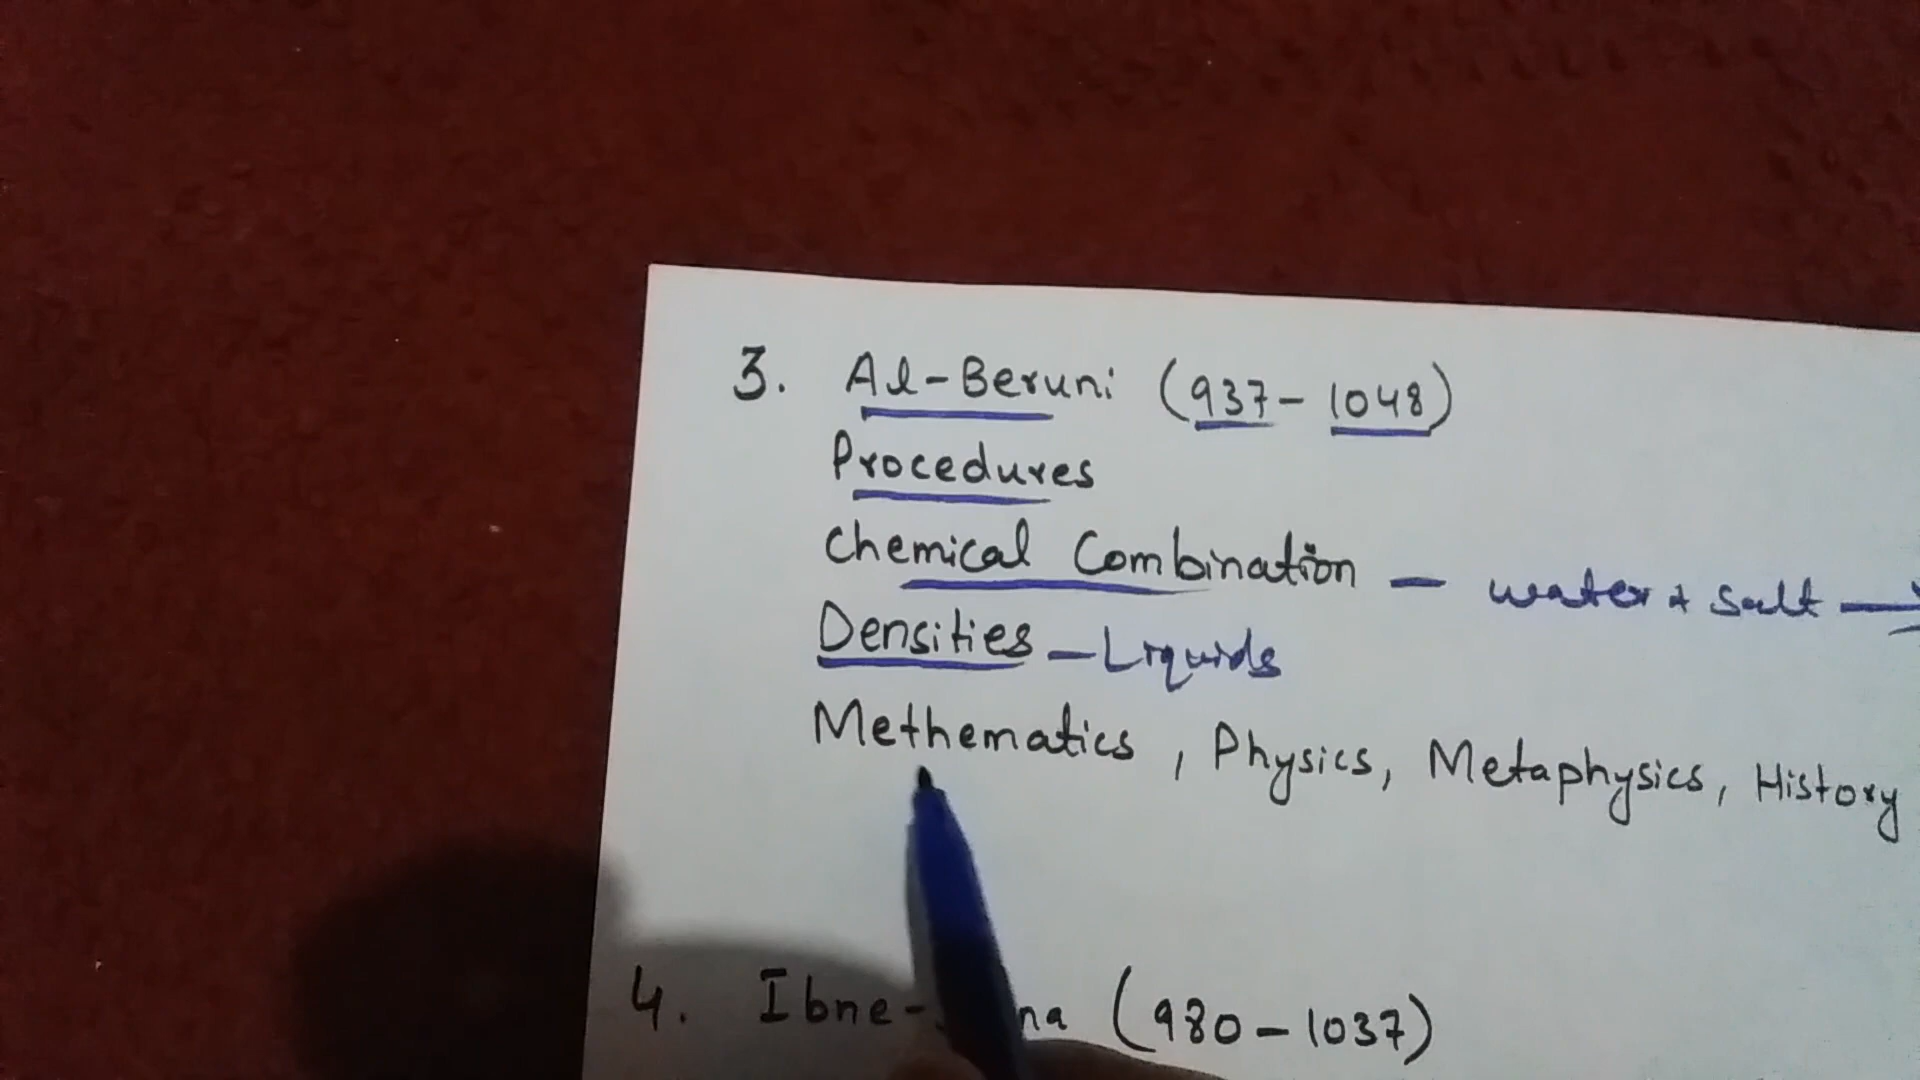 3. Al-Beruni (937-1048)
Procedures
Chemical Combination - water + salt →
Densities - Liquids
Methematics, Physics, Metaphysics, History
4. Ibne- (980-1037)